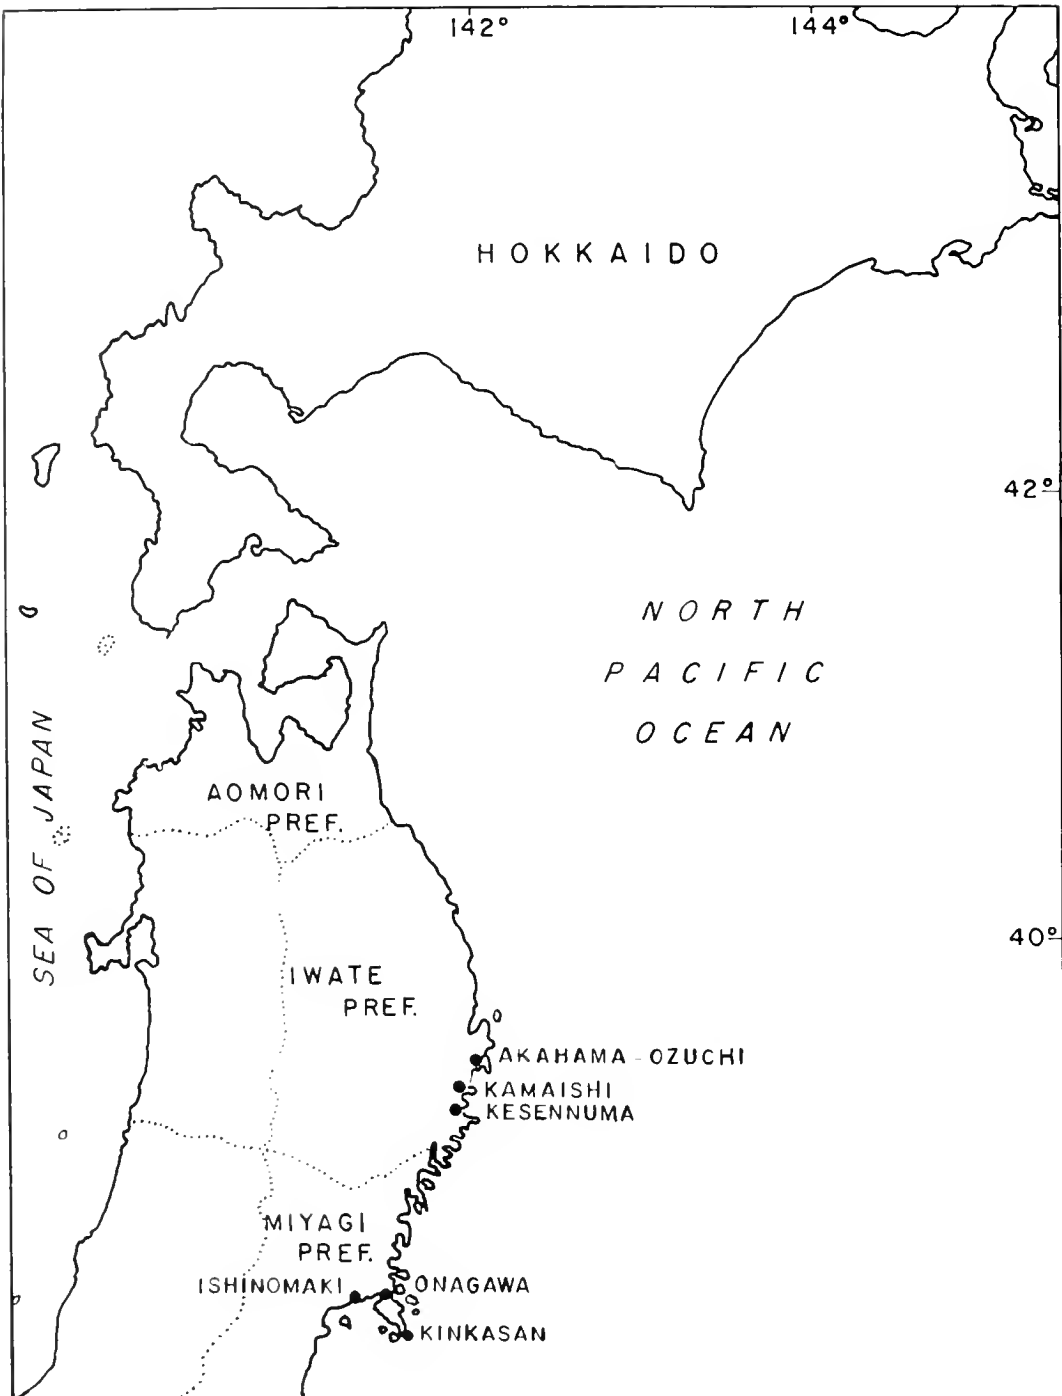 142° 144°
HOKKAIDO
42°
NORTH
PACIFIC
OCEAN
SEA OF JAPAN
AOMORI
PREF.
40°
IWATE
PREF.
AKAHAMA-OZUCHI
KAMAISHI
KESENNUMA
MIYAGI
PREF.
ISHINOMAKI ONAGAWA
KINKASAN